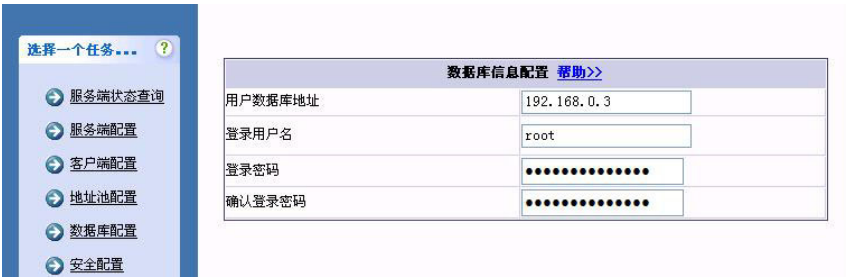 选择一个任务... ?
服务端状态查询
服务端配置
客户端配置
地址池配置
数据库配置
安全配置
数据库信息配置 帮助>>
用户数据库地址 192.168.0.3
登录用户名 root
登录密码 ●●●●●●●●●●●●●●
确认登录密码 ●●●●●●●●●●●●●●